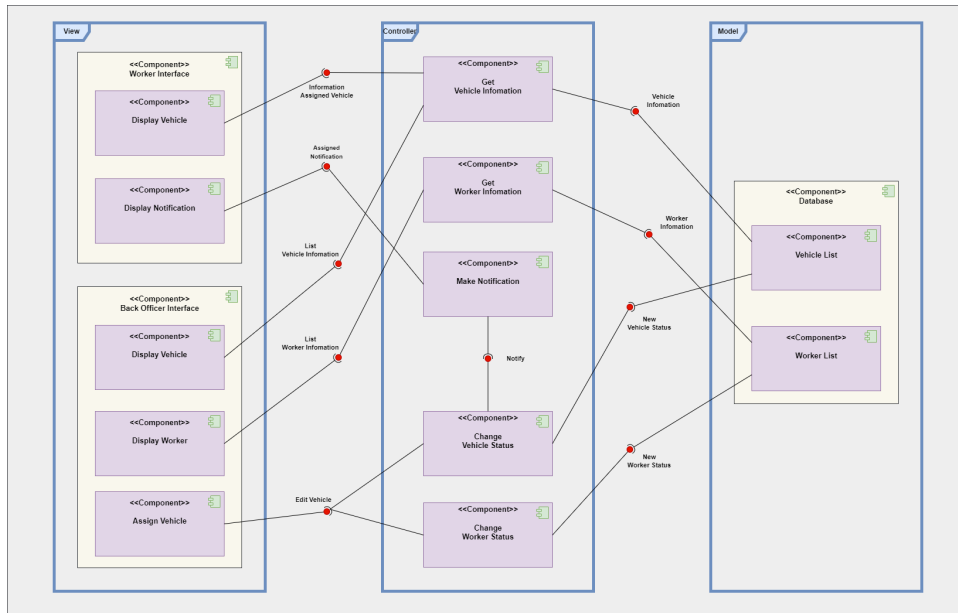 View
<<Component>>
Worker Interface
<<Component>>
Display Vehicle
<<Component>>
Display Notification
<<Component>>
Back Officer Interface
<<Component>>
Display Vehicle
<<Component>>
Display Worker
<<Component>>
Assign Vehicle
Information
Assigned Vehicle
Assigned
Notification
List
Vehicle Infomation
List
Worker Infomation
Edit Vehicle
Controller
<<Component>>
Get
Vehicle Infomation
<<Component>>
Get
Worker Infomation
<<Component>>
Make Notification
Notify
<<Component>>
Change
Vehicle Status
<<Component>>
Change
Worker Status
Vehicle
Infomation
Worker
Infomation
New
Vehicle Status
New
Worker Status
Model
<<Component>>
Database
<<Component>>
Vehicle List
<<Component>>
Worker List